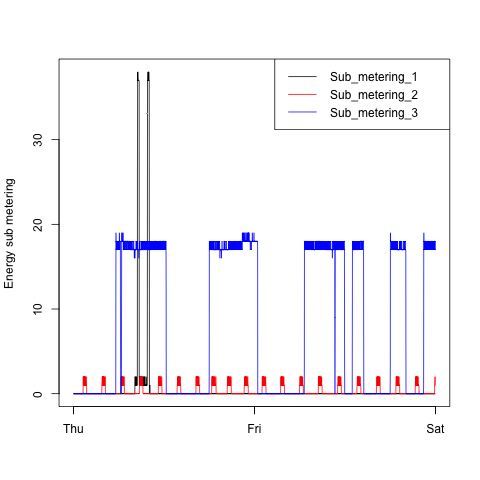 Sub_metering_1
Sub_metering_2
Sub_metering_3
Energy sub metering
30
20
10
0
Thu Fri Sat